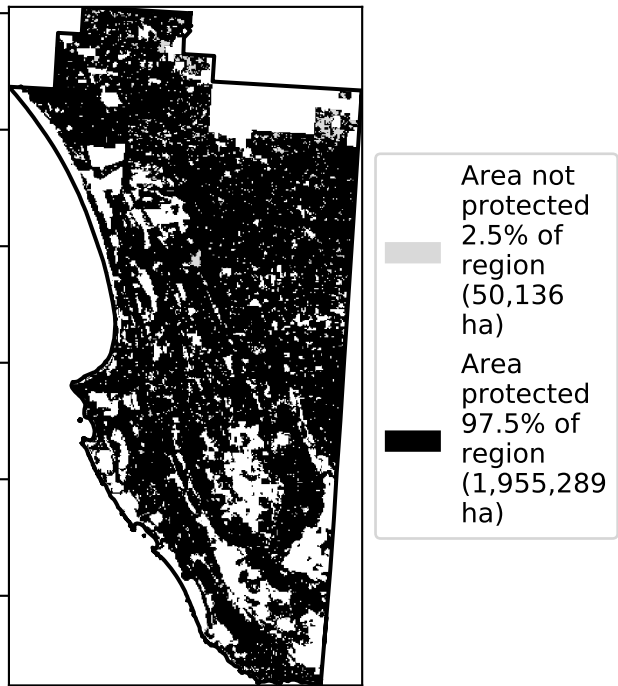 Area not
protected
2.5% of
region
(50,136
ha)
Area
protected
97.5% of
region
(1,955,289
ha)